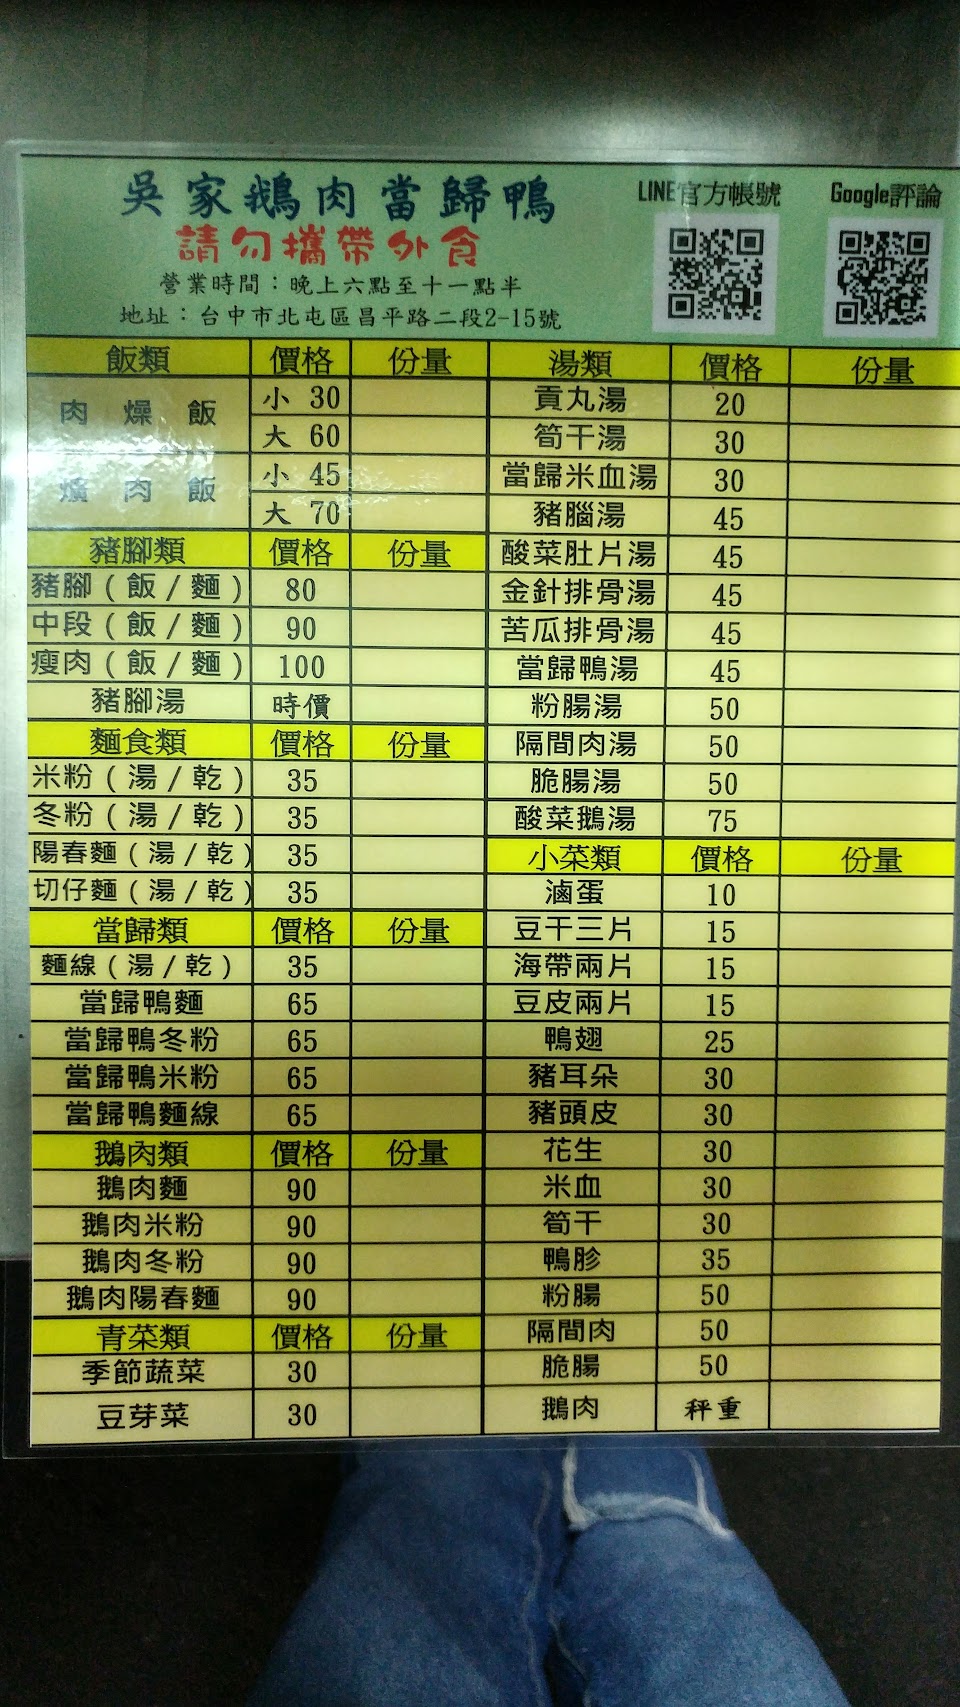 吳家鵝肉當歸鴨
請勿攜帶外食
營業時間：晚上六點至十一點半
地址：台中市北屯區昌平路二段2-15號
LINE官方帳號
Google評論
飯類 價格 份量
肉燥飯 小 30
大 60
爌肉飯 小 45
大 70
豬腳類 價格 份量
豬腳（飯/麵） 80
中段（飯/麵） 90
瘦肉（飯/麵） 100
豬腳湯 時價
麵食類 價格 份量
米粉（湯/乾） 35
冬粉（湯/乾） 35
陽春麵（湯/乾） 35
切仔麵（湯/乾） 35
當歸類 價格 份量
麵線（湯/乾） 35
當歸鴨麵 65
當歸鴨冬粉 65
當歸鴨米粉 65
當歸鴨麵線 65
鵝肉類 價格 份量
鵝肉麵 90
鵝肉米粉 90
鵝肉冬粉 90
鵝肉陽春麵 90
青菜類 價格 份量
季節蔬菜 30
豆芽菜 30
湯類 價格 份量
貢丸湯 20
筍干湯 30
當歸米血湯 30
豬腦湯 45
酸菜肚片湯 45
金針排骨湯 45
苦瓜排骨湯 45
當歸鴨湯 45
粉腸湯 50
隔間肉湯 50
脆腸湯 50
酸菜鵝湯 75
小菜類 價格 份量
滷蛋 10
豆干三片 15
海帶兩片 15
豆皮兩片 15
鴨翅 25
豬耳朵 30
豬頭皮 30
花生 30
米血 30
筍干 30
鴨胗 35
粉腸 50
隔間肉 50
脆腸 50
鵝肉 秤重